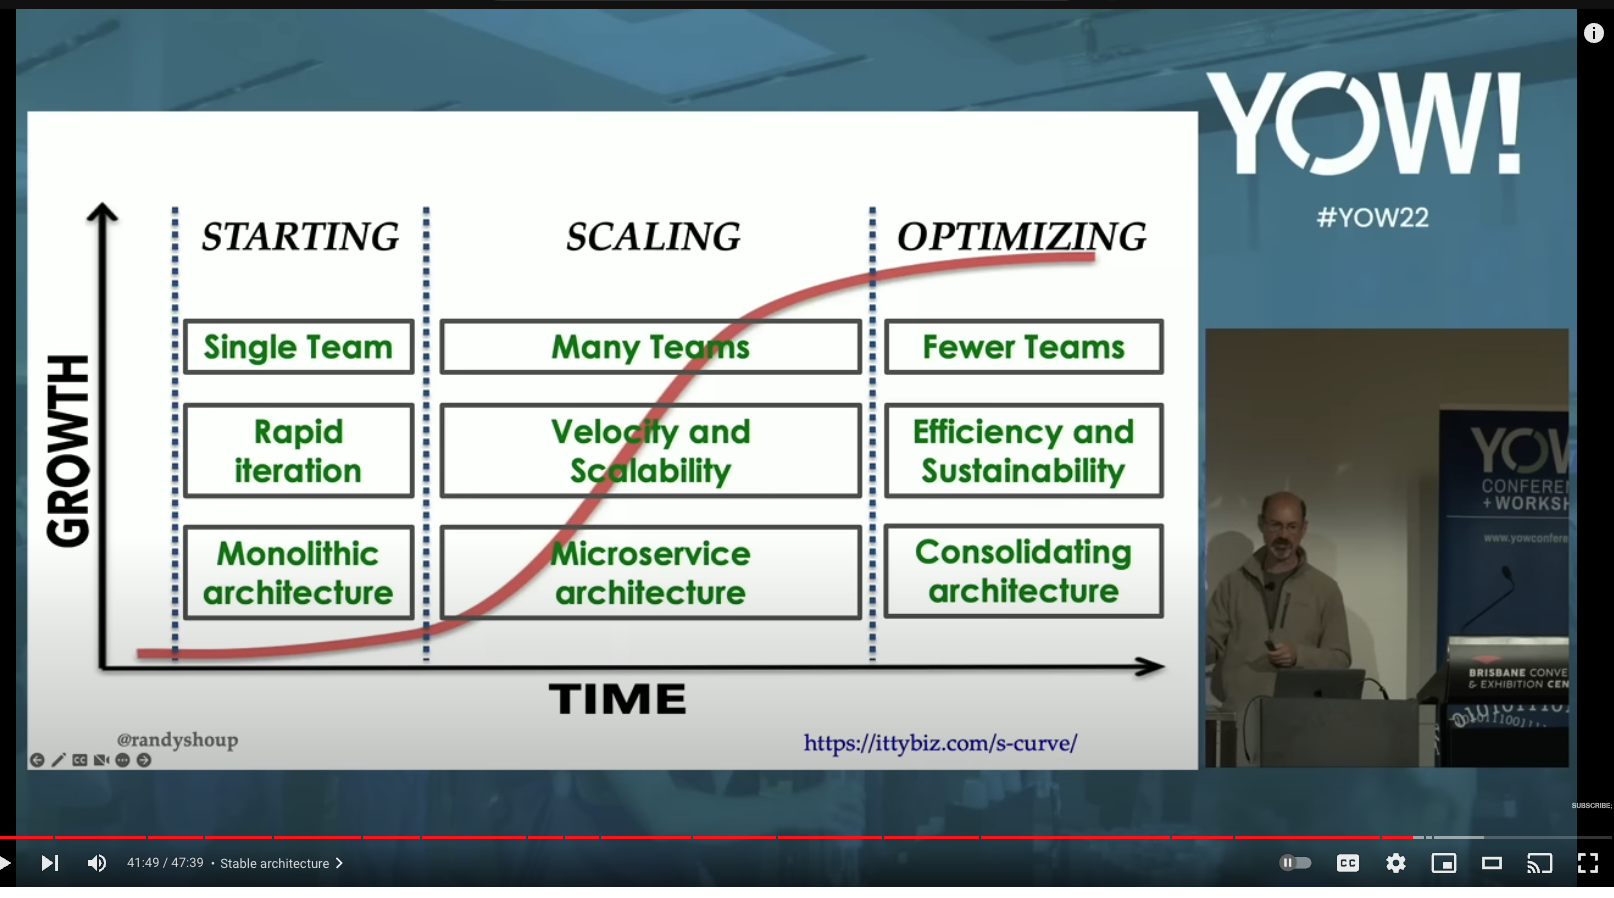 YOW!
#YOW22
STARTING
SCALING
OPTIMIZING
Single Team
Many Teams
Fewer Teams
Rapid
iteration
Velocity and
Scalability
Efficiency and
Sustainability
Monolithic
architecture
Microservice
architecture
Consolidating
architecture
GROWTH
TIME
@randyshoup
https://ittybiz.com/s-curve/
CC
YOW
CONFEREN
+WORKSH
www.yowconfere
BRISBANE CONVE
& EXHIBITION CEN
SUBSCRIBE;
41:49 / 47:39 • Stable architecture
CC